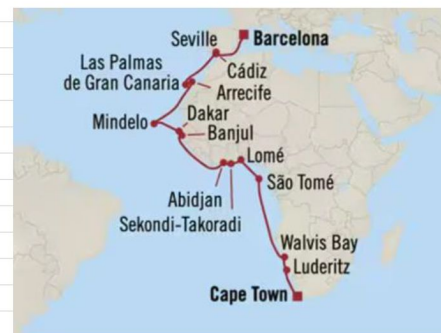 Seville
Barcelona
Las Palmas
de Gran Canaria
Cádiz
Arrecife
Mindelo
Dakar
Banjul
Lomé
Abidjan
São Tomé
Sekondi-Takoradi
Walvis Bay
Luderitz
Cape Town